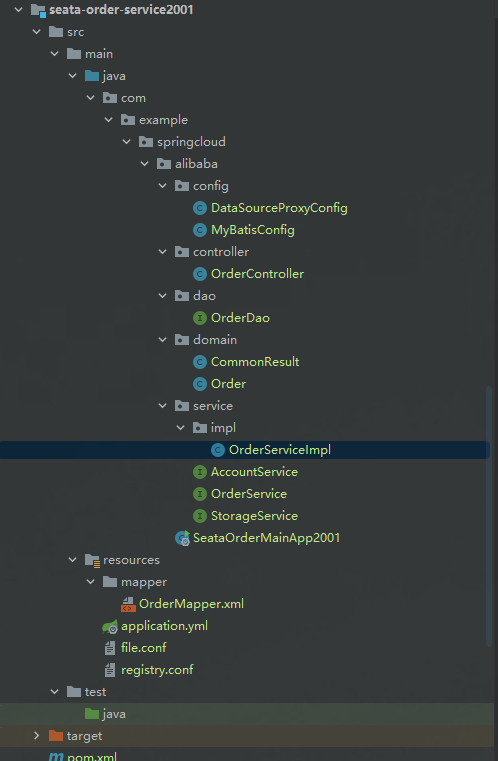 seata-order-service2001
src
main
java
com
example
springcloud
alibaba
config
DataSourceProxyConfig
MyBatisConfig
controller
OrderController
dao
OrderDao
domain
CommonResult
Order
service
impl
OrderServiceImpl
AccountService
OrderService
StorageService
SeataOrderMainApp2001
resources
mapper
OrderMapper.xml
application.yml
file.conf
registry.conf
test
java
target
pom.xml